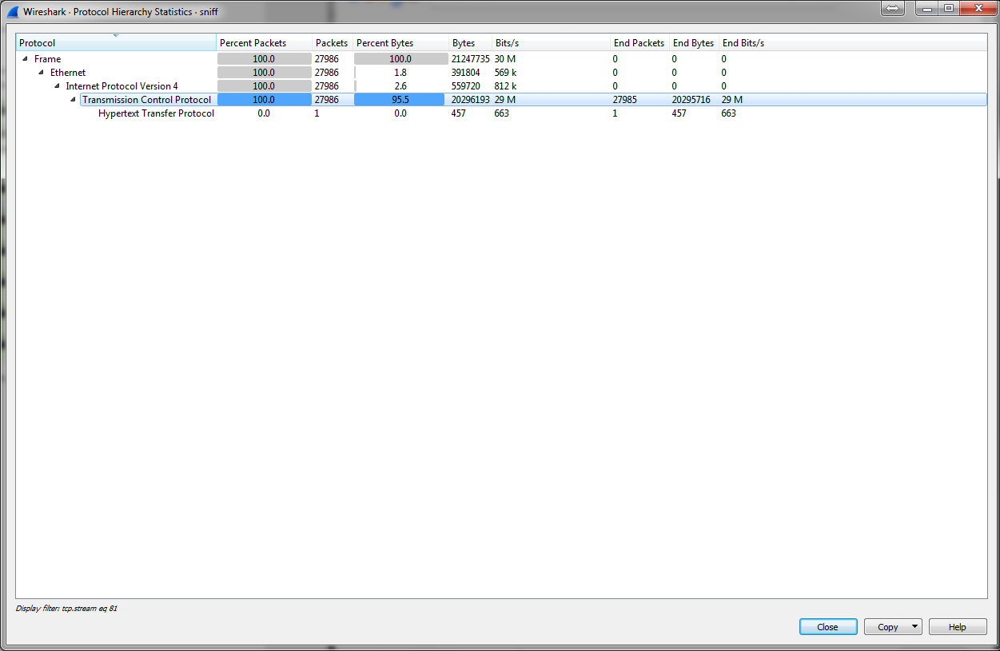 Wireshark · Protocol Hierarchy Statistics · sniff
Protocol Percent Packets Packets Percent Bytes Bytes Bits/s End Packets End Bytes End Bits/s
Frame 100.0 27986 100.0 21247735 30 M 0 0 0
Ethernet 100.0 27986 1.8 391804 569 k 0 0 0
Internet Protocol Version 4 100.0 27986 2.6 559720 812 k 0 0 0
Transmission Control Protocol 100.0 27986 95.5 20296193 29 M 27985 20295716 29 M
Hypertext Transfer Protocol 0.0 1 0.0 457 663 1 457 663
Display filter: tcp.stream eq 81
Close Copy Help